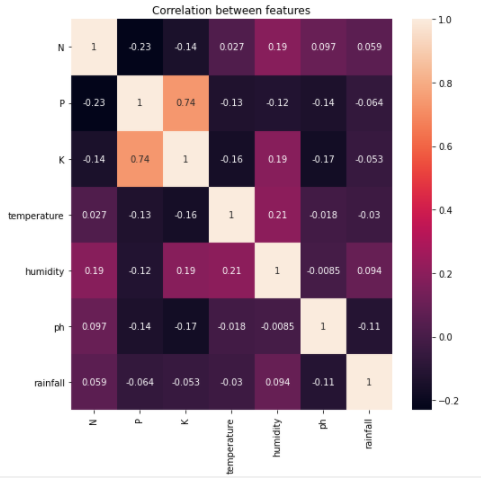 Correlation between features
N 1 -0.23 -0.14 0.027 0.19 0.097 0.059
P -0.23 1 0.74 -0.13 -0.12 -0.14 -0.064
K -0.14 0.74 1 -0.16 0.19 -0.17 -0.053
temperature 0.027 -0.13 -0.16 1 0.21 -0.018 -0.03
humidity 0.19 -0.12 0.19 0.21 1 -0.0085 0.094
ph 0.097 -0.14 -0.17 -0.018 -0.0085 1 -0.11
rainfall 0.059 -0.064 -0.053 -0.03 0.094 -0.11 1
N P K temperature humidity ph rainfall
1.0
0.8
0.6
0.4
0.2
0.0
-0.2